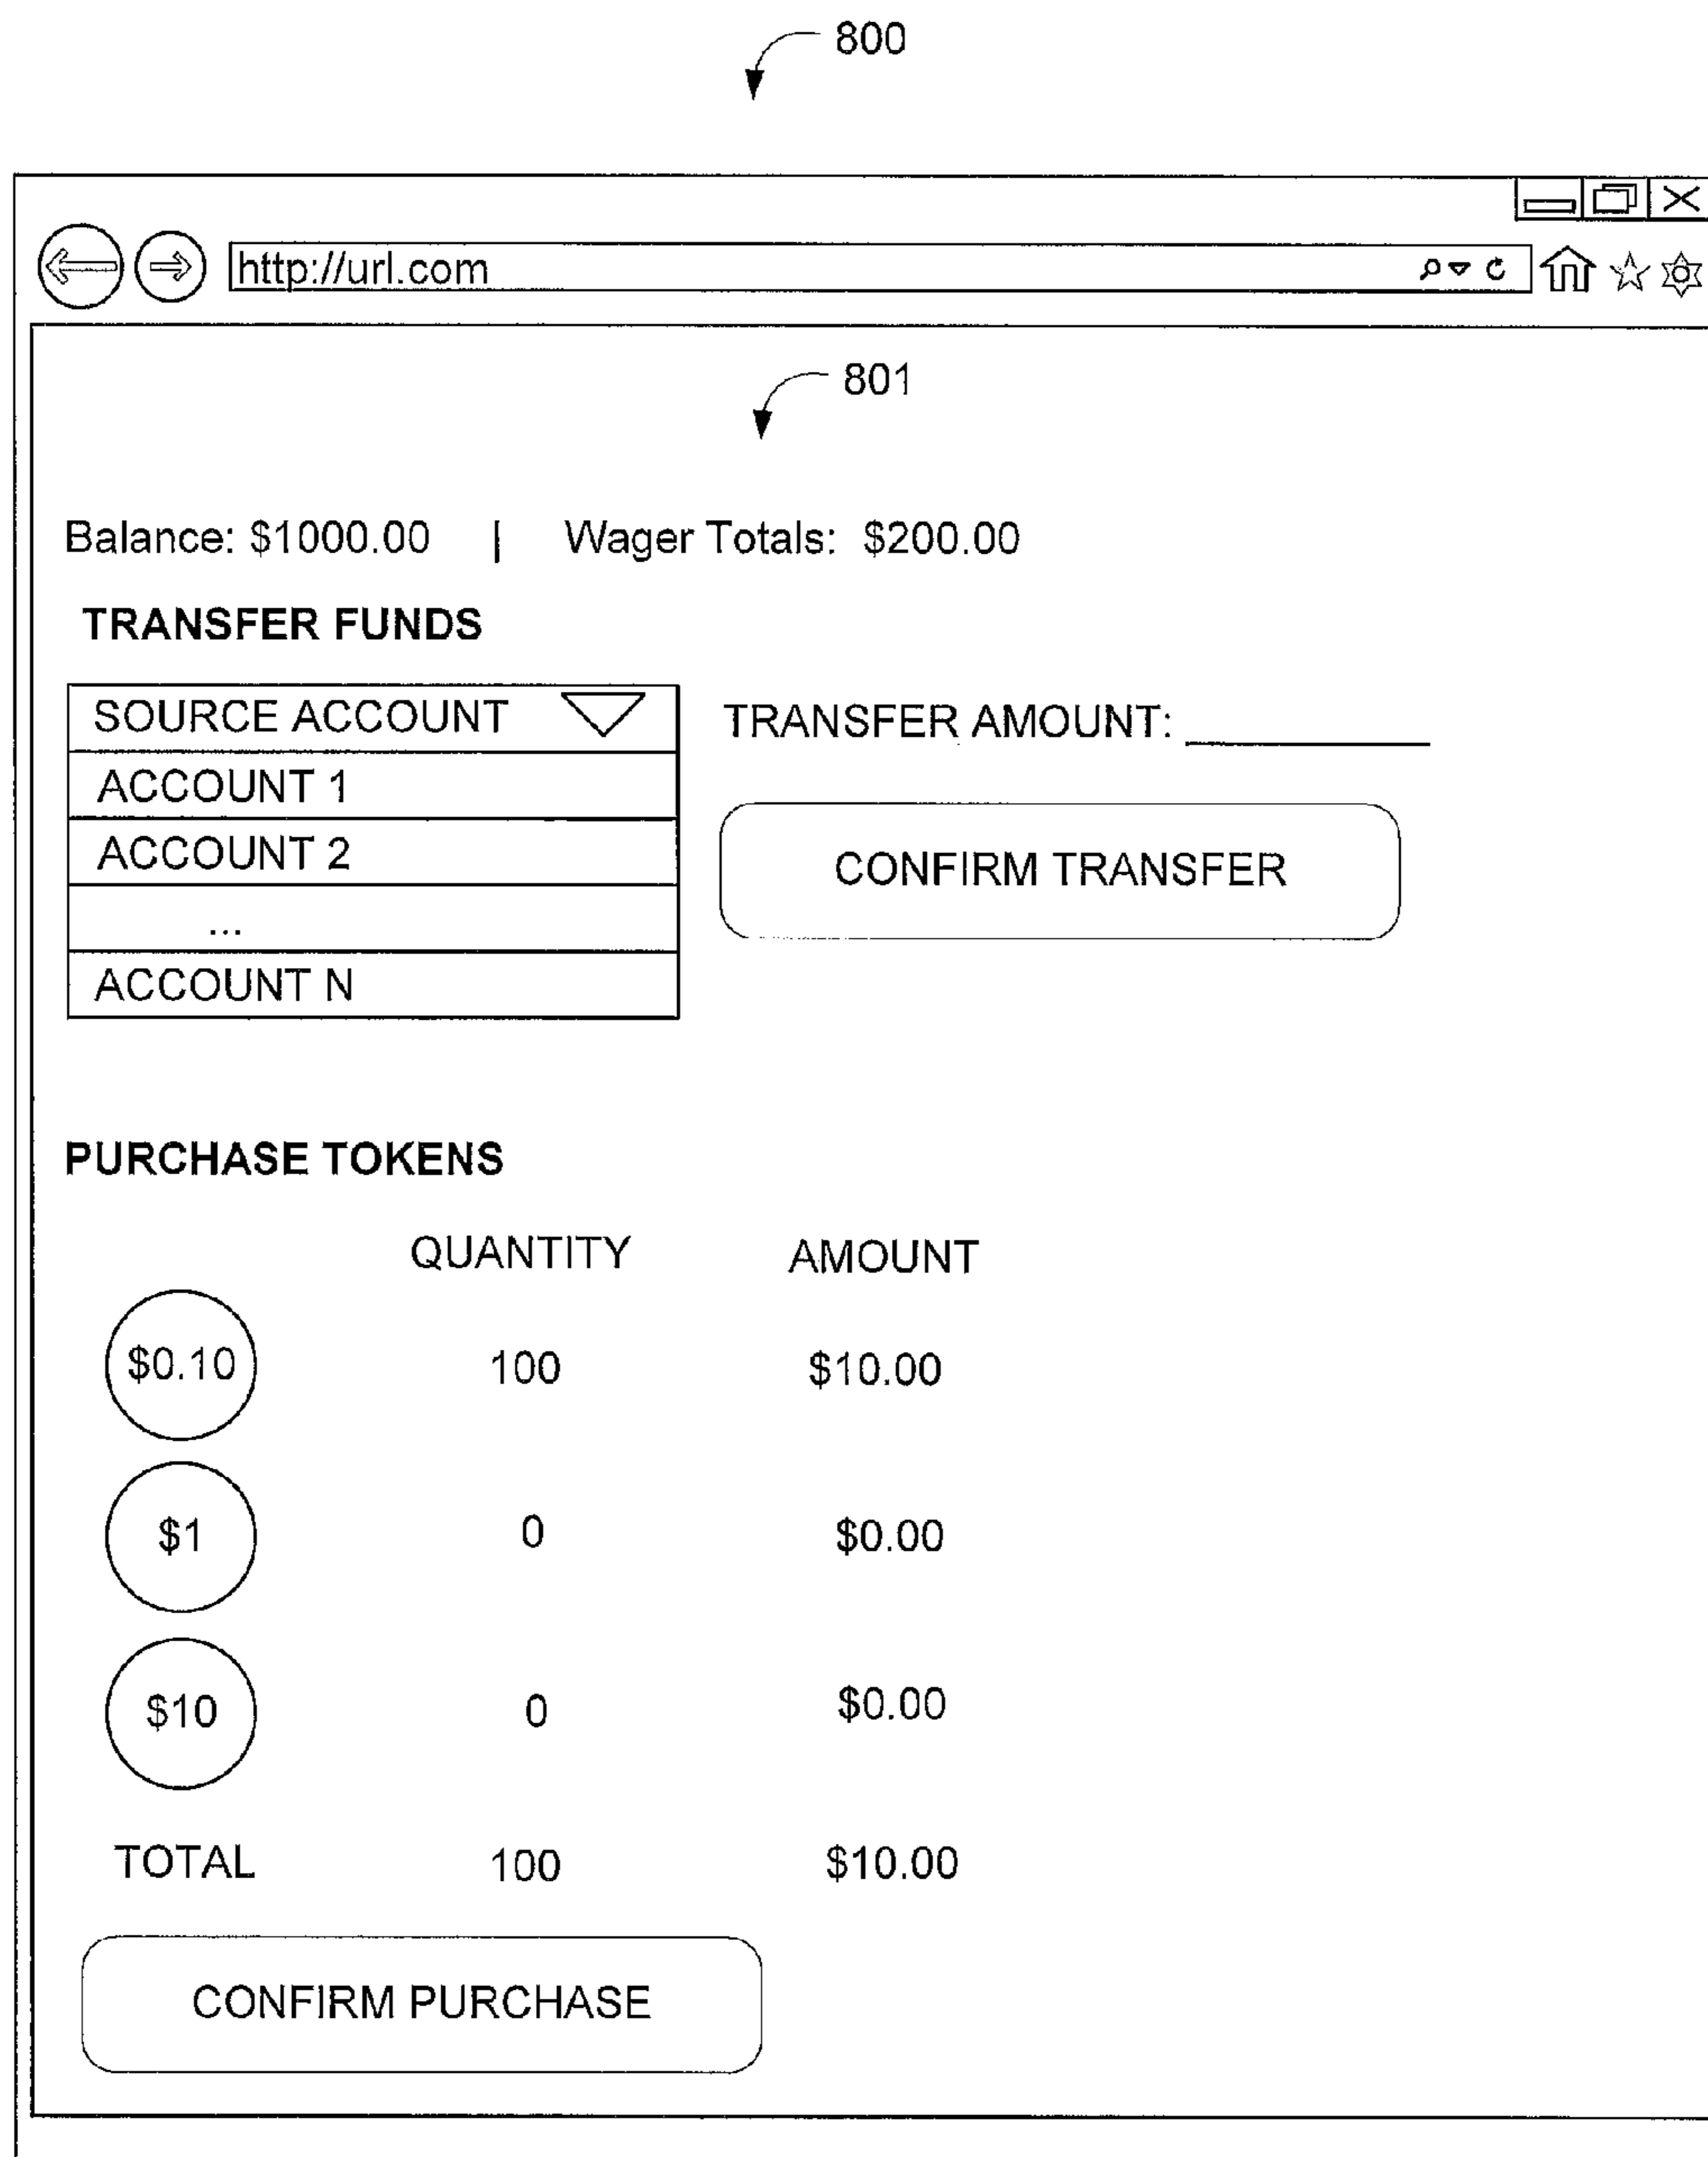 800
http://url.com
801
Balance: $1000.00 | Wager Totals: $200.00
TRANSFER FUNDS
SOURCE ACCOUNT
TRANSFER AMOUNT: ________
ACCOUNT 1
ACCOUNT 2
CONFIRM TRANSFER
...
ACCOUNT N
PURCHASE TOKENS
QUANTITY AMOUNT
$0.10 100 $10.00
$1 0 $0.00
$10 0 $0.00
TOTAL 100 $10.00
CONFIRM PURCHASE